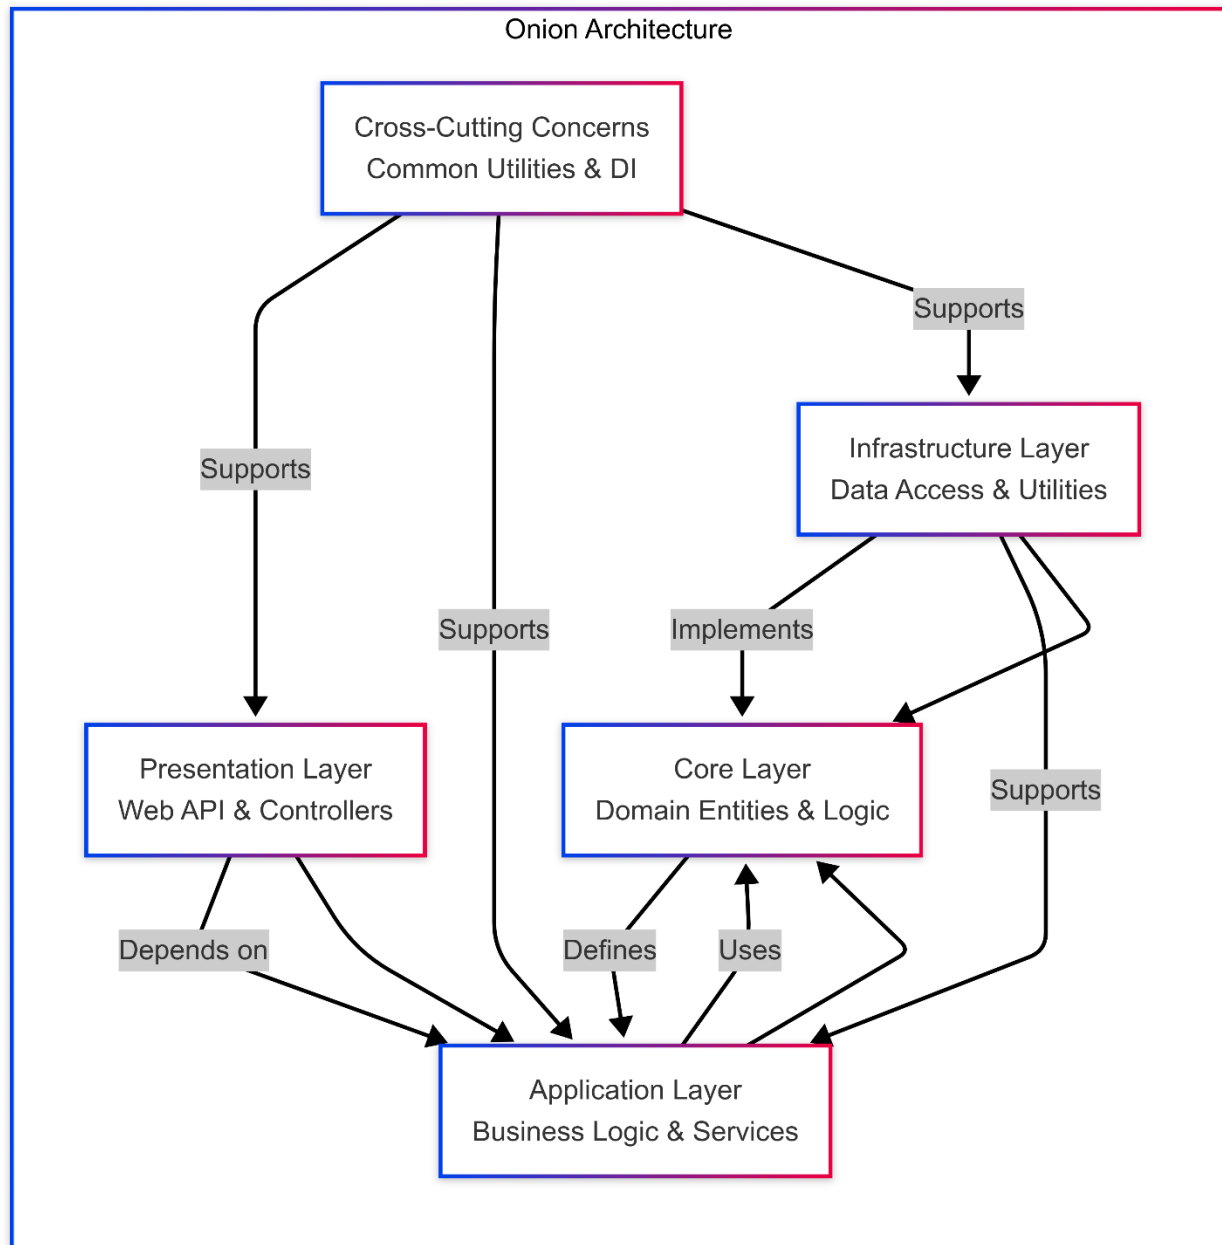 Onion Architecture
Cross-Cutting Concerns
Common Utilities & DI
Supports
Infrastructure Layer
Data Access & Utilities
Supports
Supports
Implements
Presentation Layer
Web API & Controllers
Core Layer
Domain Entities & Logic
Supports
Depends on
Defines
Uses
Application Layer
Business Logic & Services